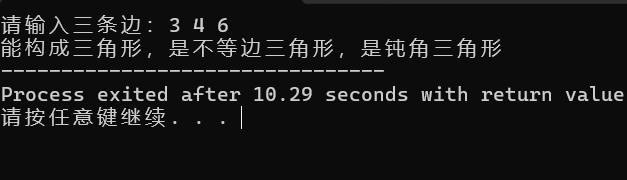 请输入三条边：3 4 6
能构成三角形，是不等边三角形，是钝角三角形
--------------------------------
Process exited after 10.29 seconds with return value
请按任意键继续. . .